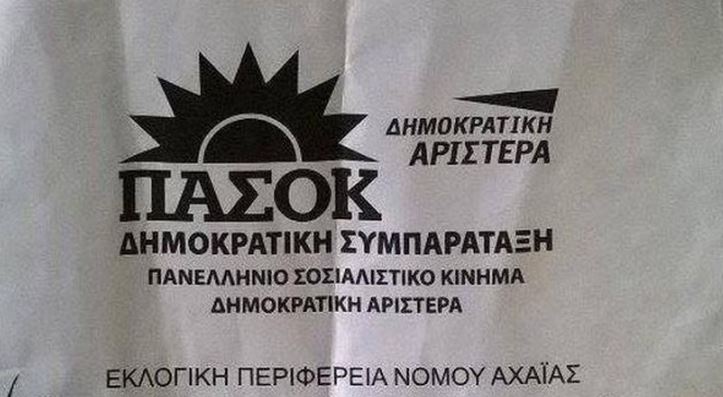 ΔΗΜΟΚΡΑΤΙΚΗ
ΑΡΙΣΤΕΡΑ
ΠΑΣΟΚ
ΔΗΜΟΚΡΑΤΙΚΗ ΣΥΜΠΑΡΑΤΑΞΗ
ΠΑΝΕΛΛΗΝΙΟ ΣΟΣΙΑΛΙΣΤΙΚΟ ΚΙΝΗΜΑ
ΔΗΜΟΚΡΑΤΙΚΗ ΑΡΙΣΤΕΡΑ
ΕΚΛΟΓΙΚΗ ΠΕΡΙΦΕΡΕΙΑ ΝΟΜΟΥ ΑΧΑΪΑΣ